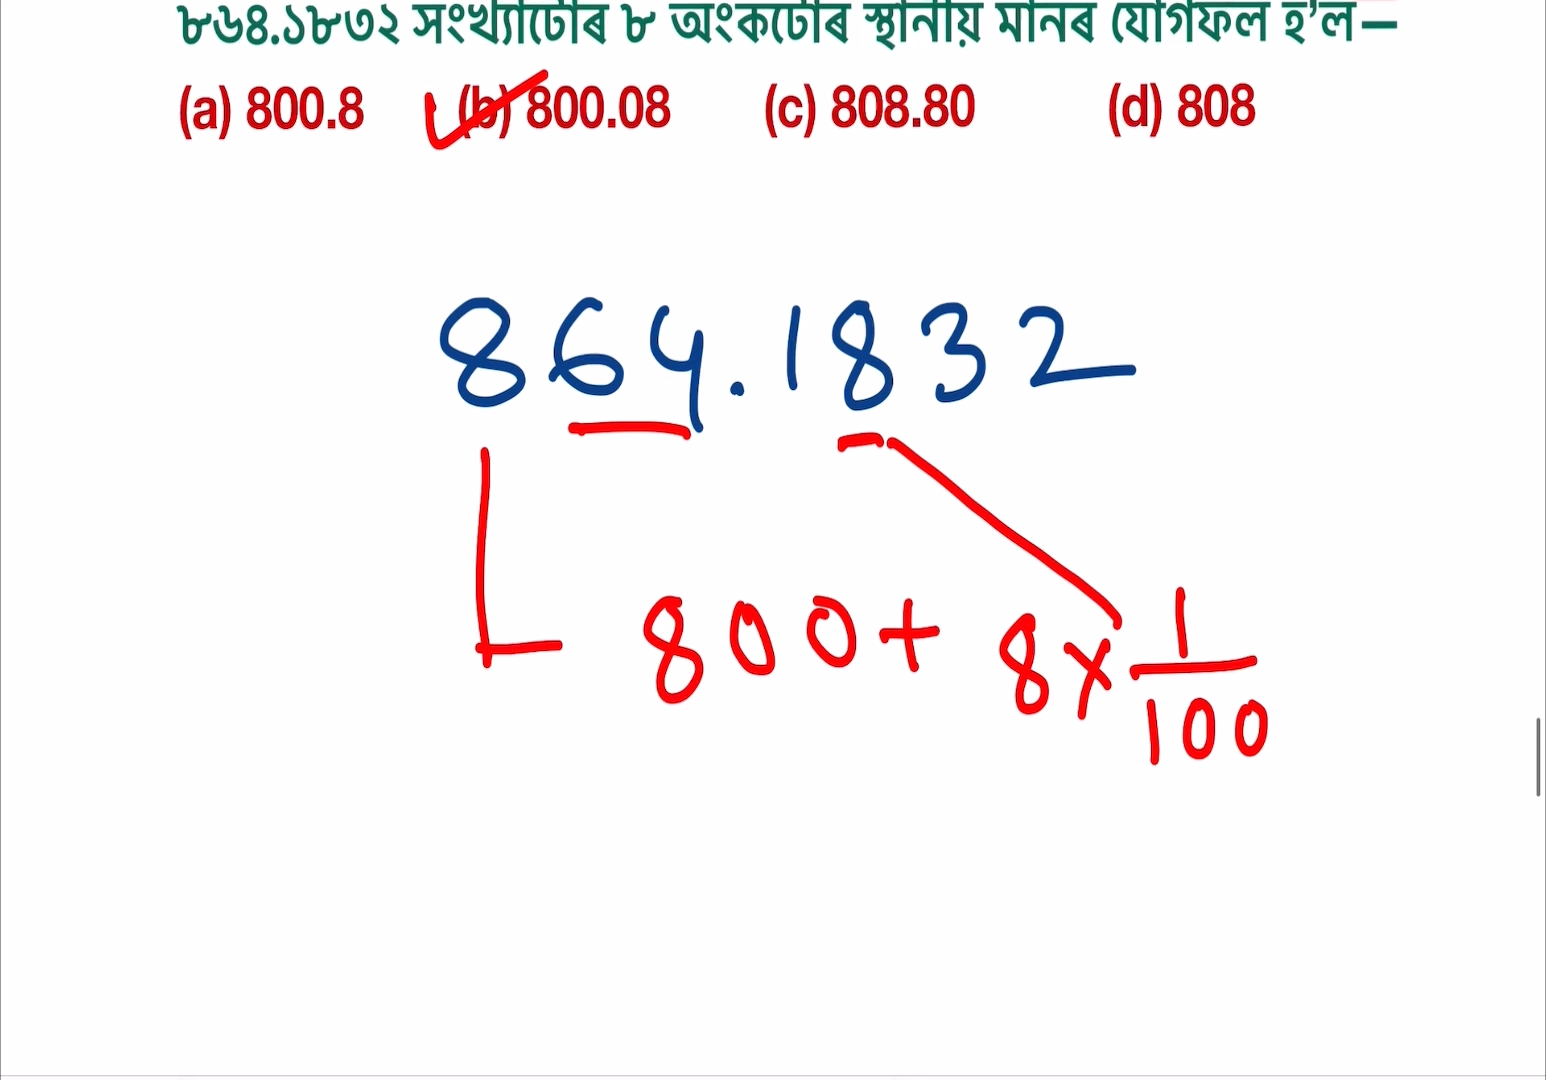 ৮৬৪.১৮৩২ সংখ্যাটোৰ ৮ অংকটোৰ স্থানীয় মানৰ যোগফল হ'ল—
(a) 800.8 (b) 800.08 (c) 808.80 (d) 808
864.1832
800 + 8 x 1/100